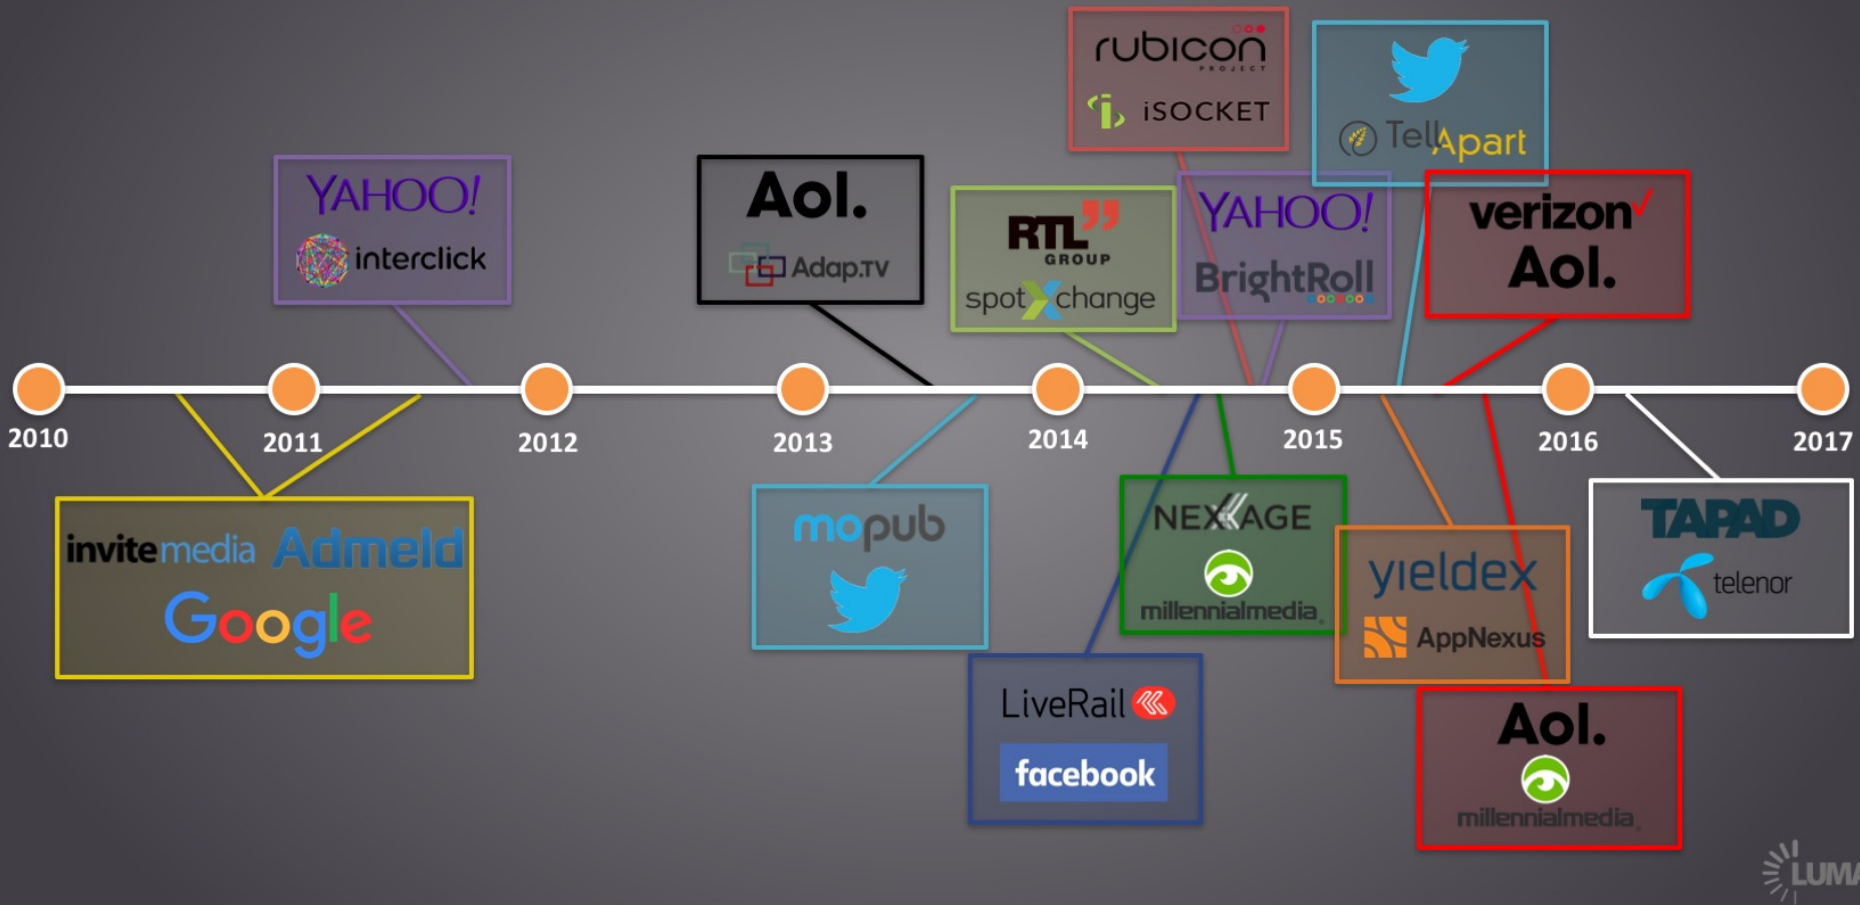 rubicon
PROJECT
iSOCKET
Tell Apart
YAHOO!
interclick
Aol.
Adap.TV
RTL
GROUP
spotXchange
YAHOO!
BrightRoll
verizon
Aol.
2010
2011
2012
2013
2014
2015
2016
2017
invitemedia Admeld
Google
mopub
NEXAGE
millennialmedia.
yieldex
AppNexus
TAPAD
telenor
LiveRail
facebook
Aol.
millennialmedia.
LUMA